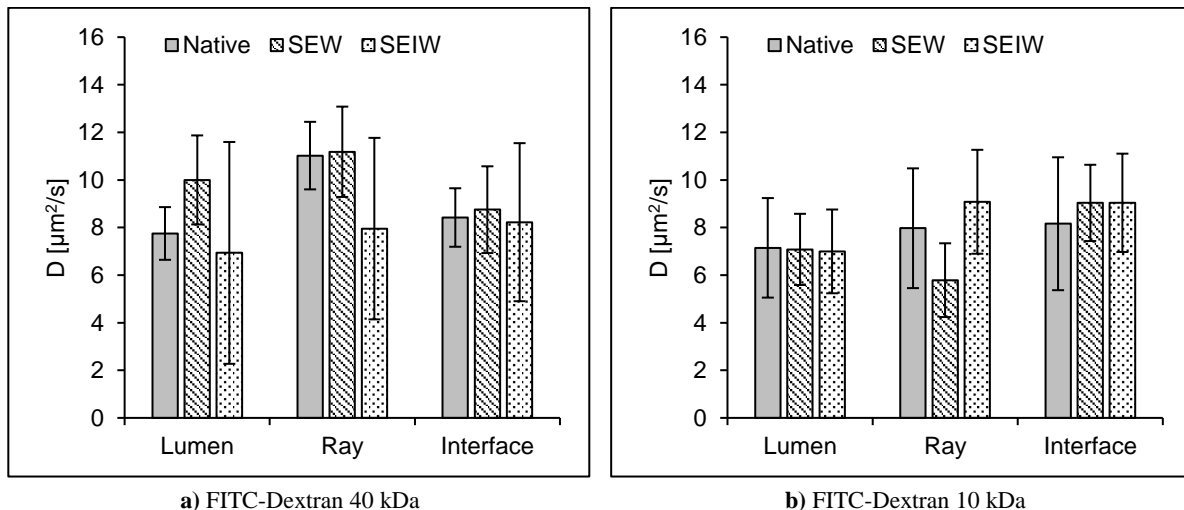 16
14
12
10
8
6
4
2
0
D [µm²/s]
Native SEW SEIW
Lumen Ray Interface
a) FITC-Dextran 40 kDa
16
14
12
10
8
6
4
2
0
D [µm²/s]
Native SEW SEIW
Lumen Ray Interface
b) FITC-Dextran 10 kDa